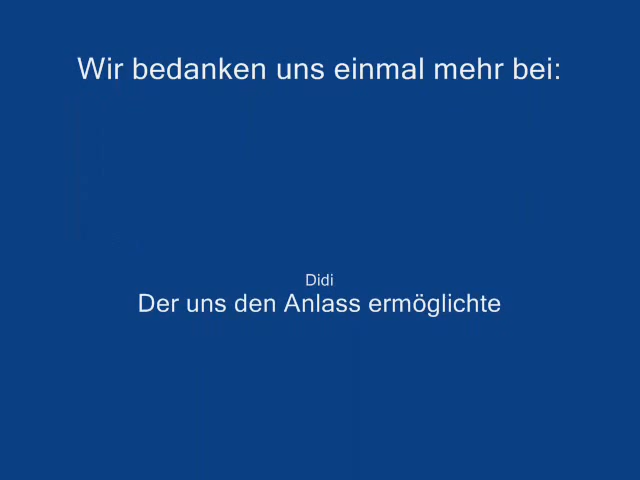 Wir bedanken uns einmal mehr bei:
Didi
Der uns den Anlass ermöglichte